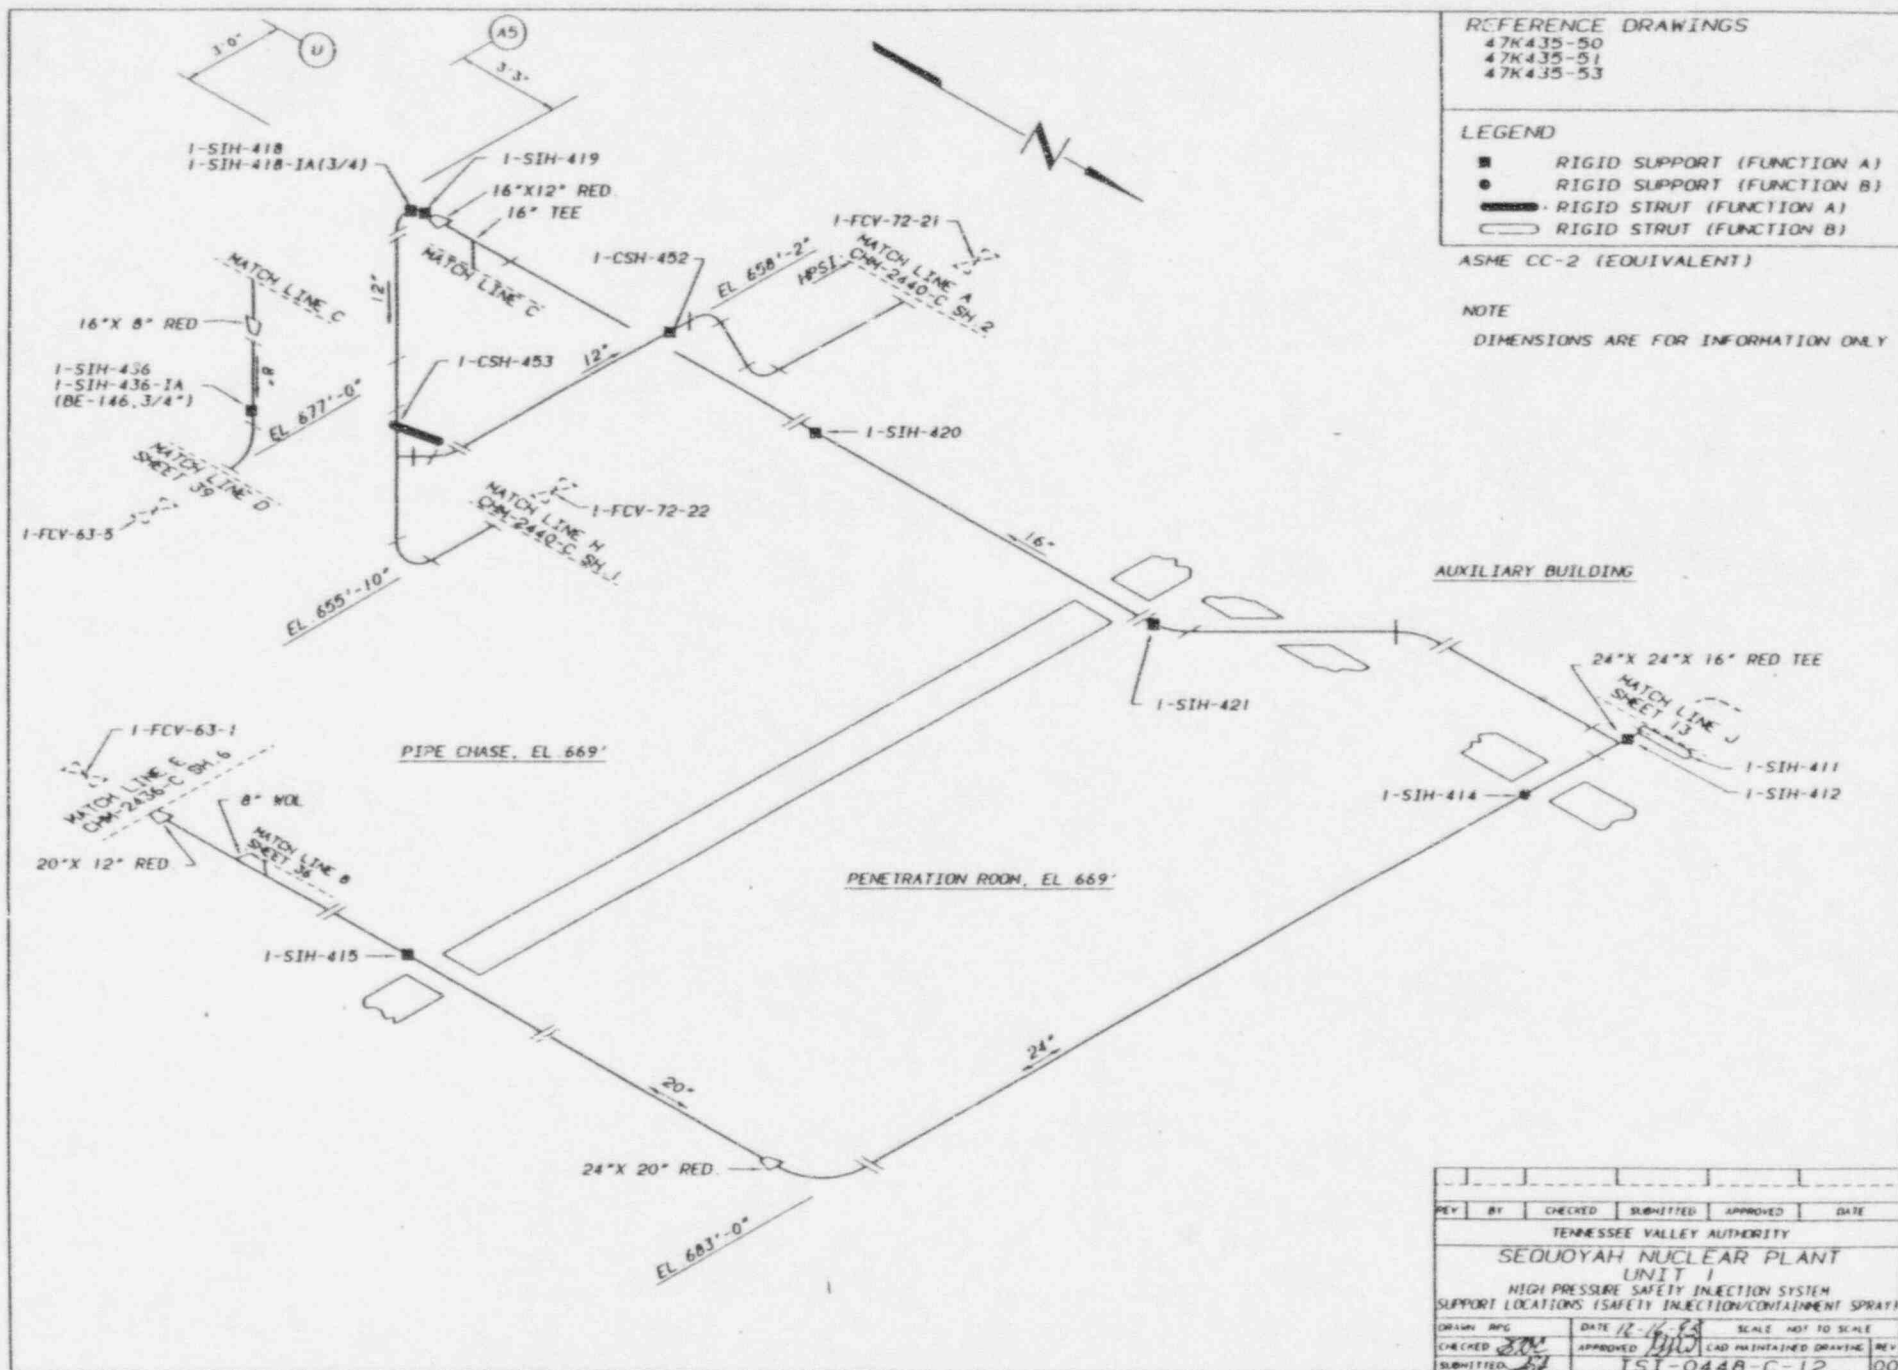 REFERENCE DRAWINGS
47K435-50
47K435-51
47K435-53
LEGEND
RIGID SUPPORT (FUNCTION A)
RIGID SUPPORT (FUNCTION B)
RIGID STRUT (FUNCTION A)
RIGID STRUT (FUNCTION B)
ASME CC-2 (EQUIVALENT)
NOTE
DIMENSIONS ARE FOR INFORMATION ONLY
3'0"
U
A5
3'3"
N
1-SIH-418
1-SIH-418-IA(3/4)
1-SIH-419
16"X12" RED.
16" TEE
MATCH LINE C
12"
1-CSH-452
EL 658'-2"
HPSI
1-FCV-72-21
MATCH LINE A
CHM-2440-C SH.2
MATCH LINE C
16"X 8" RED
8"
1-SIH-436
1-SIH-436-IA
(BE-146,3/4")
EL 677'-0"
MATCH LINE D
SHEET 39
1-FCV-63-5
1-CSH-453
12"
1-SIH-420
MATCH LINE H
CHM-2440-C SH.1
1-FCV-72-22
EL 655'-10"
16"
AUXILIARY BUILDING
24"X 24"X 16" RED TEE
MATCH LINE J
SHEET 13
1-SIH-421
1-SIH-411
1-SIH-412
1-SIH-414
1-FCV-63-1
PIPE CHASE, EL 669'
MATCH LINE E
CHM-2436-C SH.6
8" WOL
20"X 12" RED.
MATCH LINE B
SHEET 36
PENETRATION ROOM, EL 669'
1-SIH-415
20"
24"
24"X 20" RED.
EL 683'-0"
REV BY CHECKED SUBMITTED APPROVED DATE
TENNESSEE VALLEY AUTHORITY
SEQUOYAH NUCLEAR PLANT
UNIT 1
HIGH PRESSURE SAFETY INJECTION SYSTEM
SUPPORT LOCATIONS (SAFETY INJECTION/CONTAINMENT SPRAY)
DRAWN RPG DATE SCALE NOT TO SCALE
CHECKED APPROVED CAD MAINTAINED DRAWING REV
SUBMITTED ISI-0448-C-12